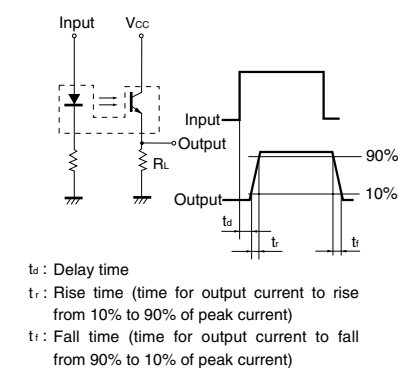 Input
Vcc
Input
Output
RL
90%
Output
10%
td
tr
tf
td : Delay time
tr : Rise time (time for output current to rise
from 10% to 90% of peak current)
tf : Fall time (time for output current to fall
from 90% to 10% of peak current)